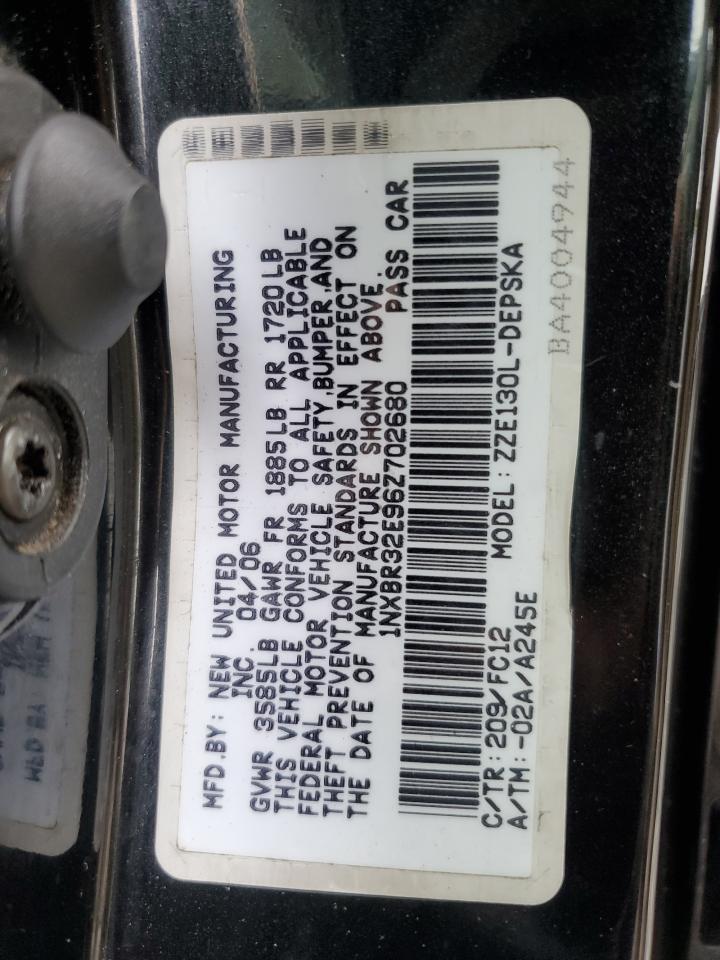 MFD.BY: NEW UNITED MOTOR MANUFACTURING
INC. 04/06
GVWR 3585LB GAWR FR 1885LB RR 1720LB
THIS VEHICLE CONFORMS TO ALL APPLICABLE
FEDERAL MOTOR VEHICLE SAFETY,BUMPER,AND
THEFT PREVENTION STANDARDS IN EFFECT ON
THE DATE OF MANUFACTURE SHOWN ABOVE.
1NXBR32E96Z702680 PASS CAR
C/TR: 209/FC12 MODEL: ZZE130L-DEPSKA
A/TM: -02A/A245E
BA4004944